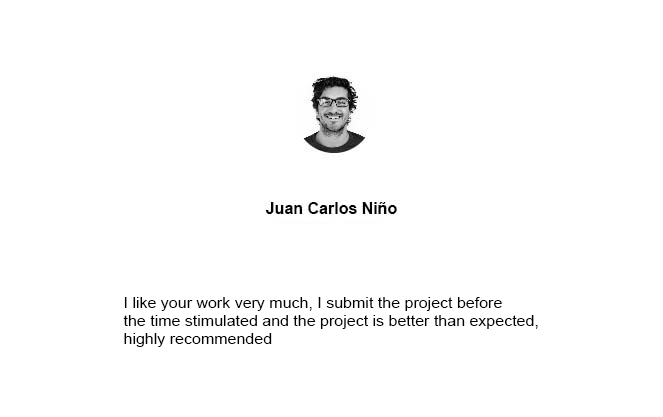 Juan Carlos Niño
I like your work very much, I submit the project before
the time stimulated and the project is better than expected,
highly recommended